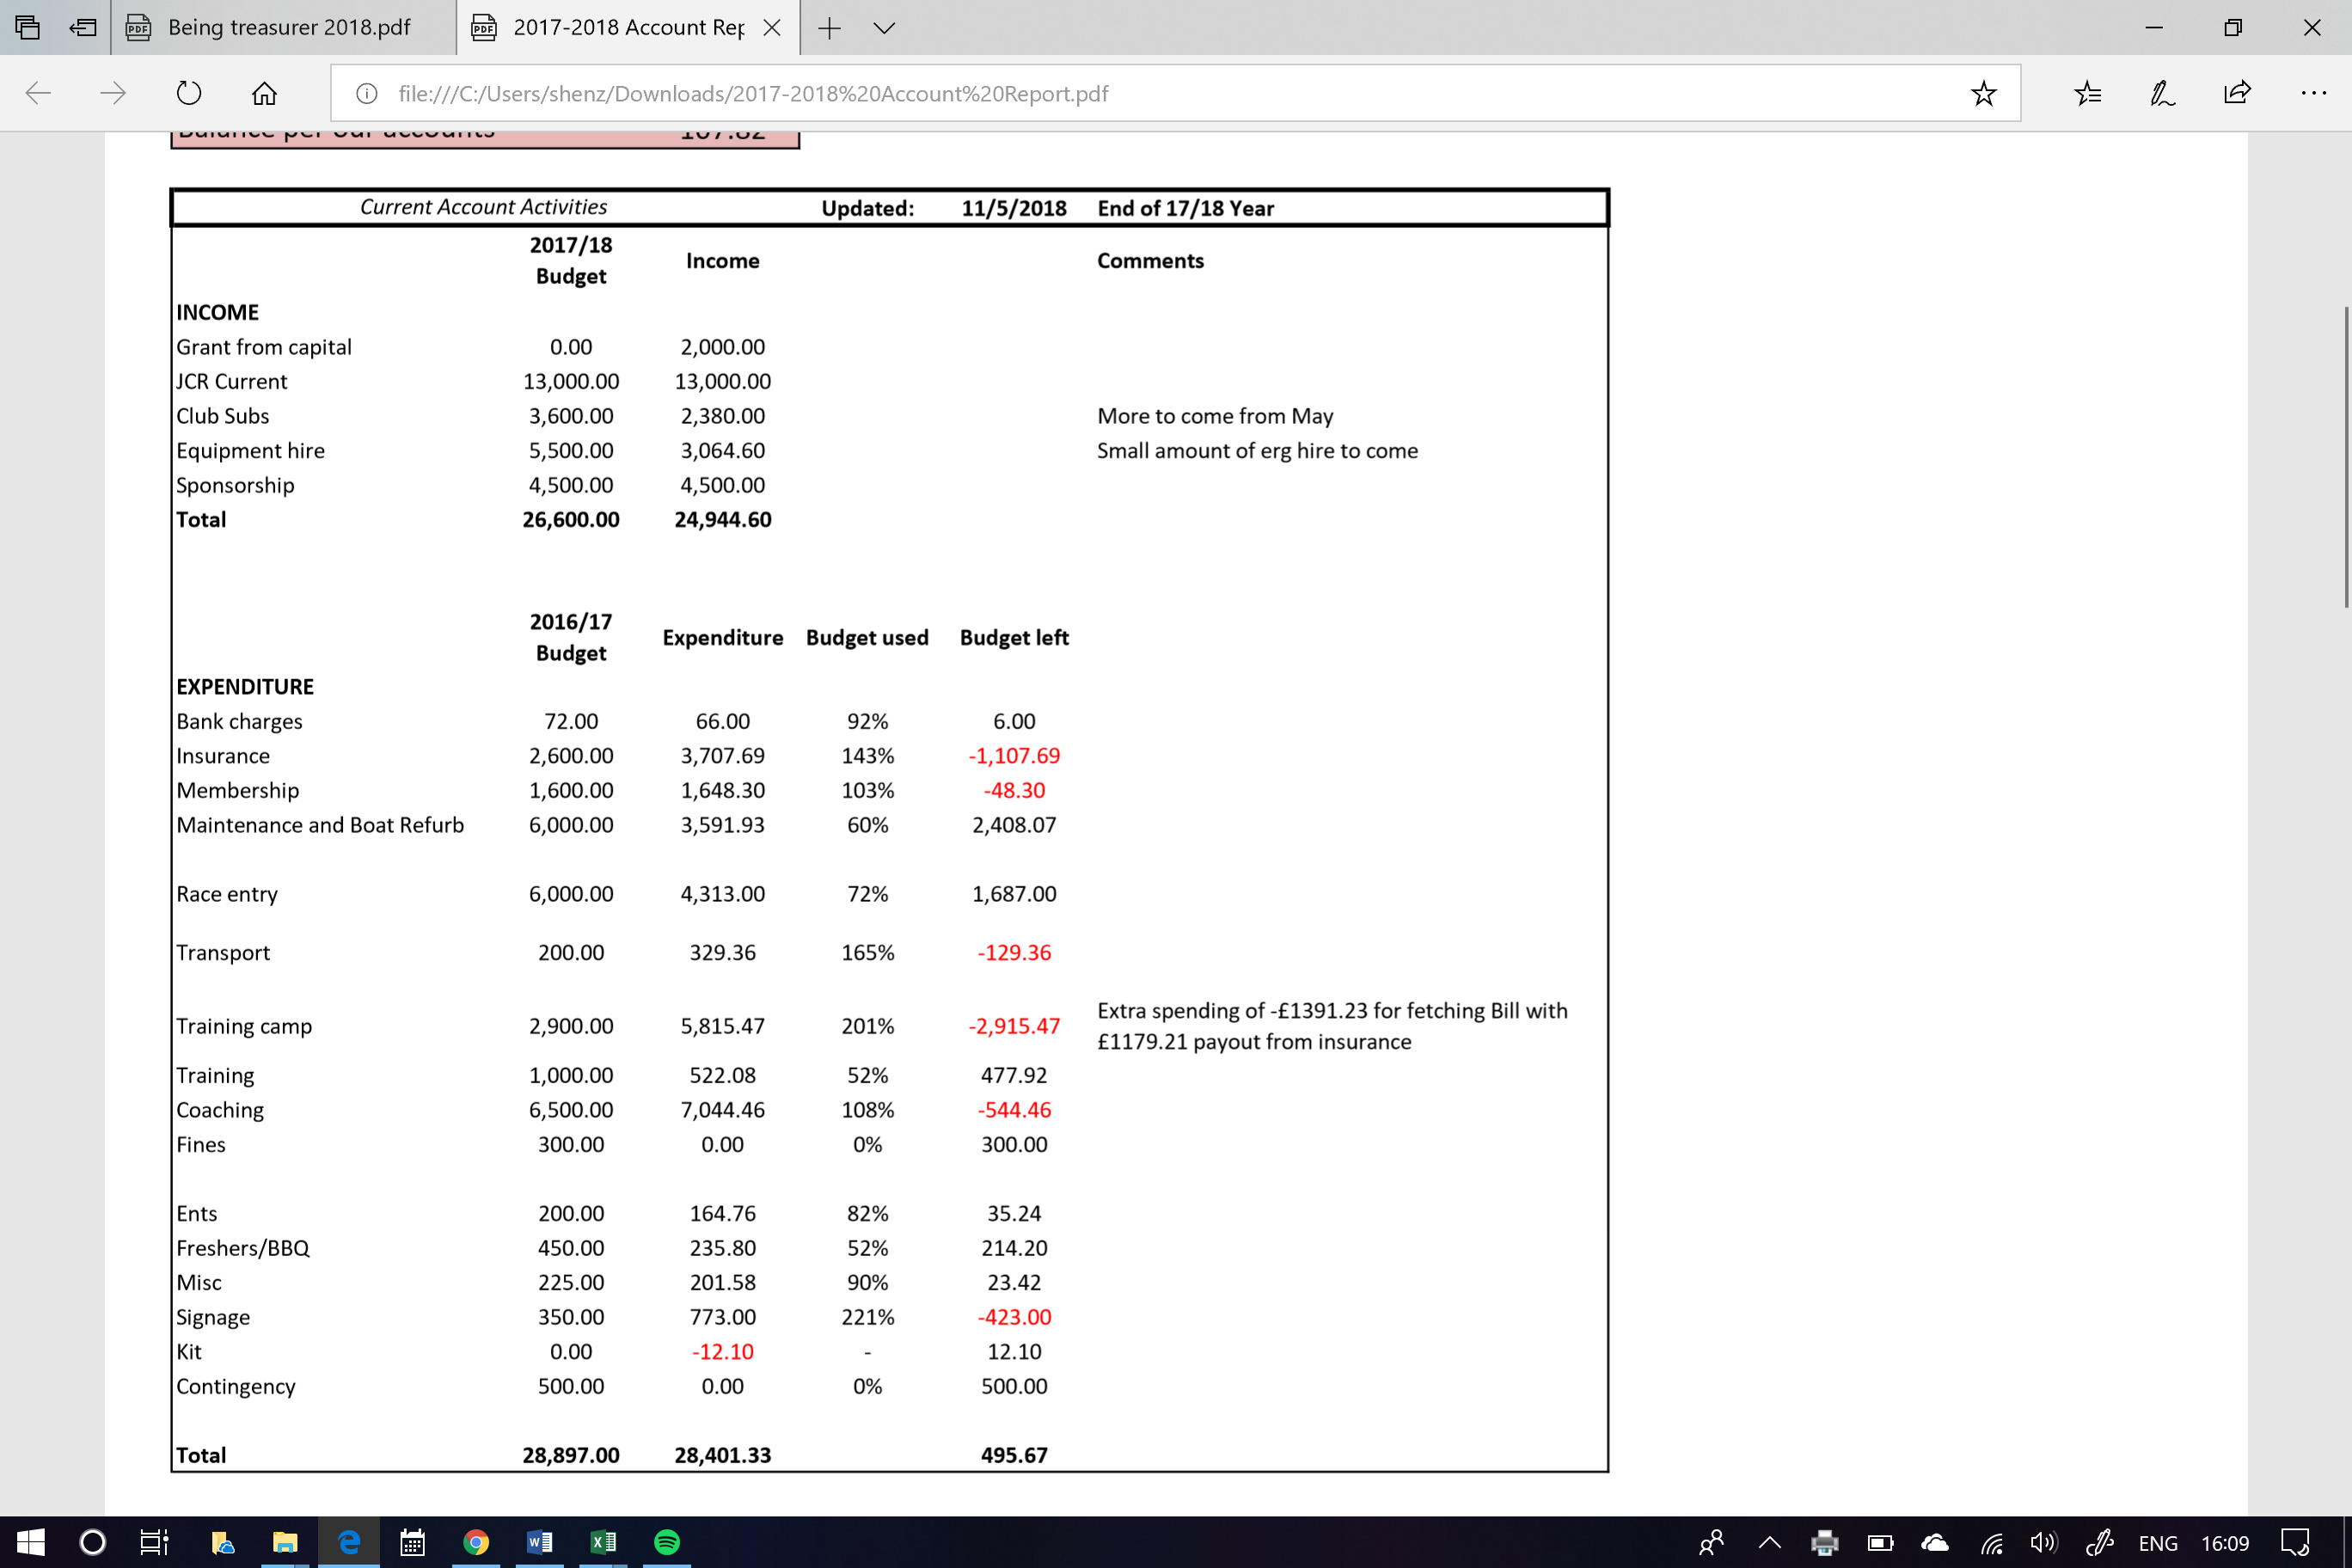 Being treasurer 2018.pdf 2017-2018 Account Rep
file:///C:/Users/shenz/Downloads/2017-2018%20Account%20Report.pdf
Balance per our accounts 107.82
Current Account Activities Updated: 11/5/2018 End of 17/18 Year
2017/18 Budget Income Comments
INCOME
Grant from capital 0.00 2,000.00
JCR Current 13,000.00 13,000.00
Club Subs 3,600.00 2,380.00 More to come from May
Equipment hire 5,500.00 3,064.60 Small amount of erg hire to come
Sponsorship 4,500.00 4,500.00
Total 26,600.00 24,944.60
2016/17 Budget Expenditure Budget used Budget left
EXPENDITURE
Bank charges 72.00 66.00 92% 6.00
Insurance 2,600.00 3,707.69 143% -1,107.69
Membership 1,600.00 1,648.30 103% -48.30
Maintenance and Boat Refurb 6,000.00 3,591.93 60% 2,408.07
Race entry 6,000.00 4,313.00 72% 1,687.00
Transport 200.00 329.36 165% -129.36
Training camp 2,900.00 5,815.47 201% -2,915.47 Extra spending of -£1391.23 for fetching Bill with
£1179.21 payout from insurance
Training 1,000.00 522.08 52% 477.92
Coaching 6,500.00 7,044.46 108% -544.46
Fines 300.00 0.00 0% 300.00
Ents 200.00 164.76 82% 35.24
Freshers/BBQ 450.00 235.80 52% 214.20
Misc 225.00 201.58 90% 23.42
Signage 350.00 773.00 221% -423.00
Kit 0.00 -12.10 - 12.10
Contingency 500.00 0.00 0% 500.00
Total 28,897.00 28,401.33 495.67
ENG 16:09